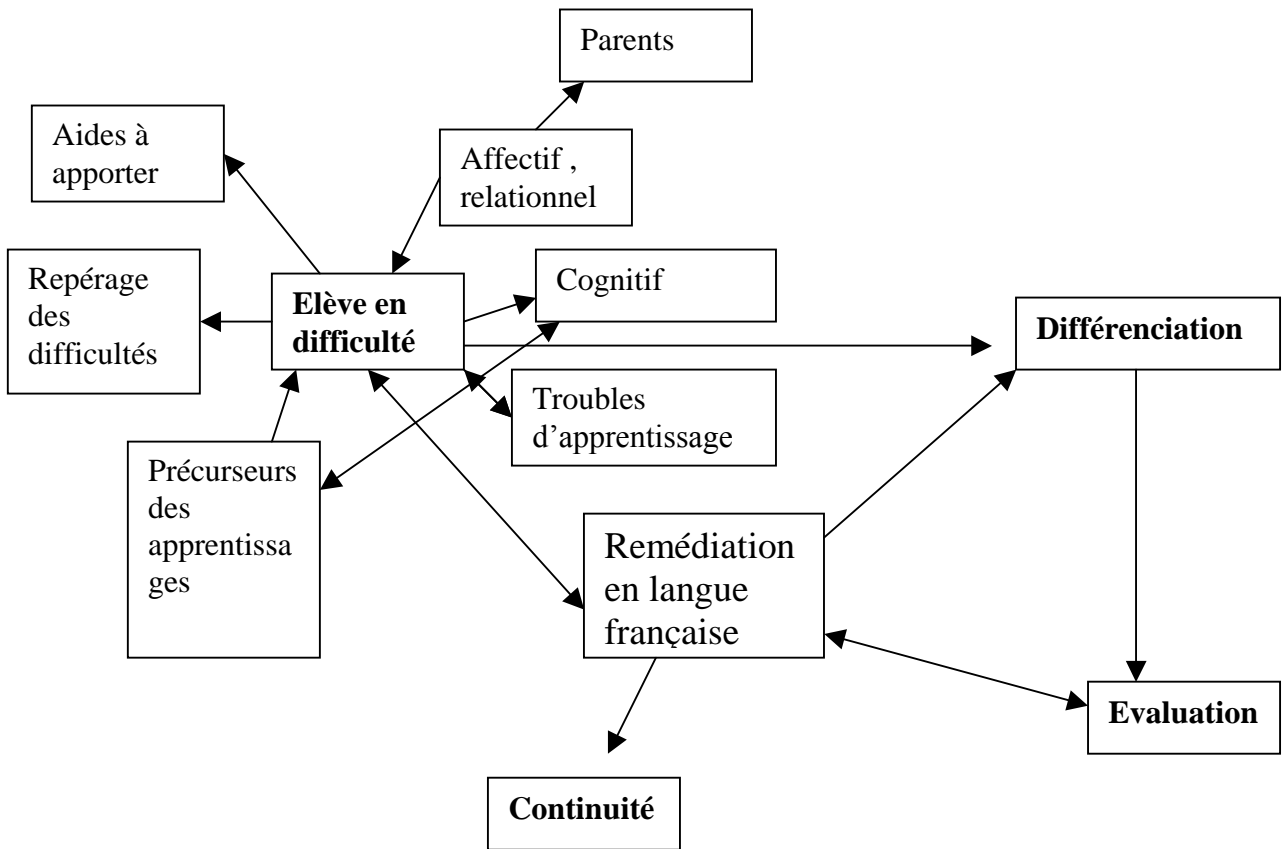 Parents
Aides à
apporter
Affectif ,
relationnel
Repérage
des
difficultés
Elève en
difficulté
Cognitif
Différenciation
Troubles
d’apprentissage
Précurseurs
des
apprentissa
ges
Remédiation
en langue
française
Evaluation
Continuité